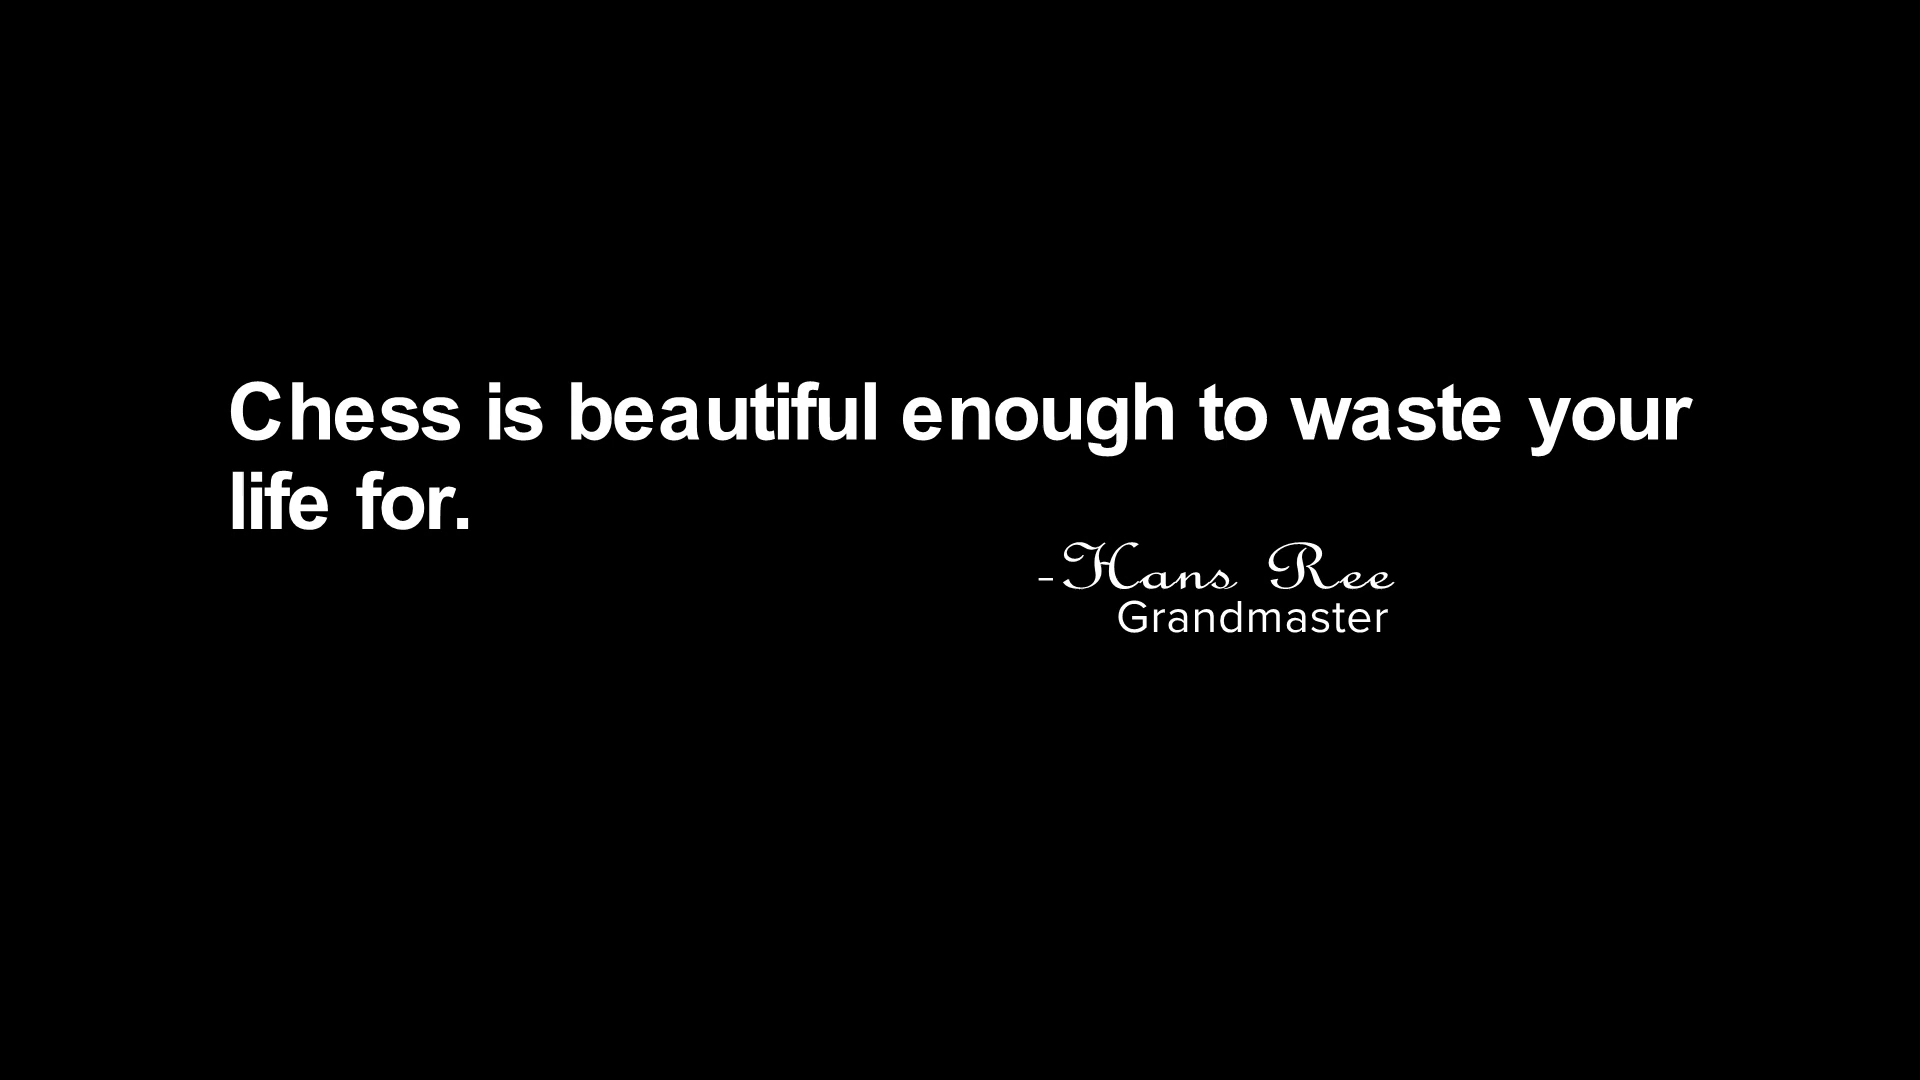 Chess is beautiful enough to waste your
life for.
-Hans Ree
Grandmaster